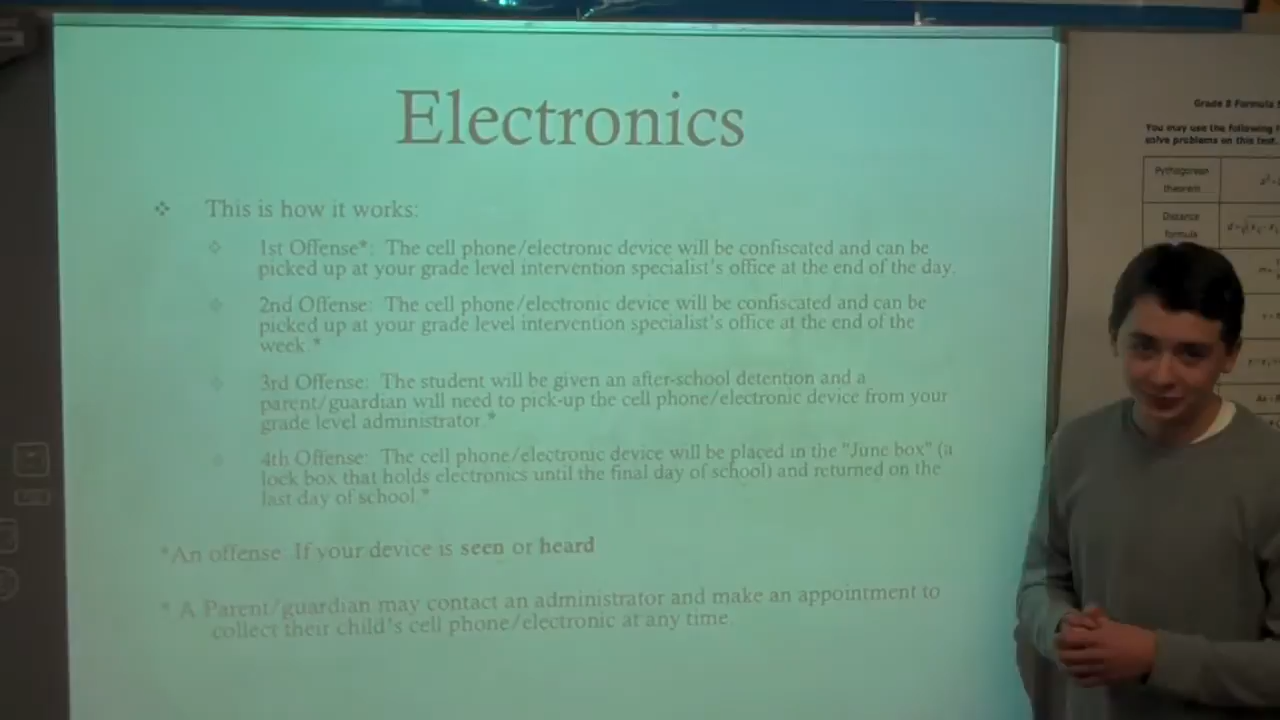 Electronics
❖ This is how it works:
❖ 1st Offense*: The cell phone/electronic device will be confiscated and can be
picked up at your grade level intervention specialist's office at the end of the day.
❖ 2nd Offense: The cell phone/electronic device will be confiscated and can be
picked up at your grade level intervention specialist's office at the end of the
week.*
❖ 3rd Offense: The student will be given an after-school detention and a
parent/guardian will need to pick-up the cell phone/electronic device from your
grade level administrator.*
❖ 4th Offense: The cell phone/electronic device will be placed in the "June box" (a
lock box that holds electronics until the final day of school) and returned on the
last day of school.*
*An offense: If your device is seen or heard
* A Parent/guardian may contact an administrator and make an appointment to
collect their child's cell phone/electronic at any time.
Grade 8 Formula
You may use the following
solve problems on this test.
Pythagorean
theorem
Distance
formula